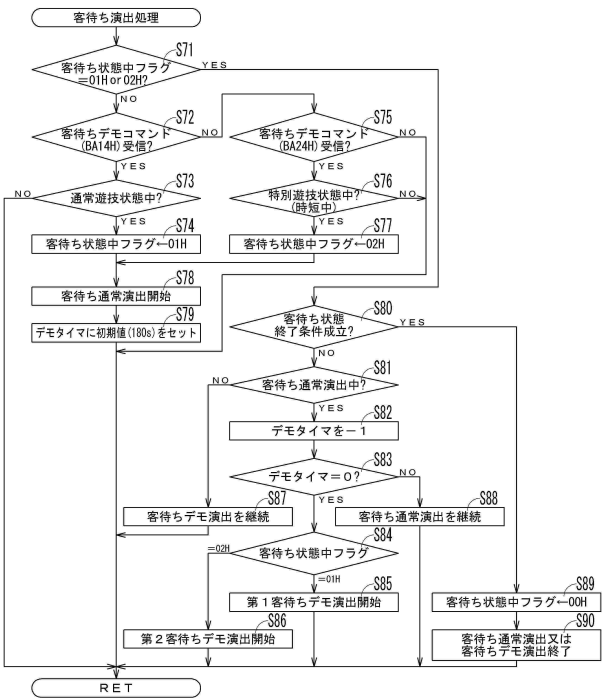 客待ち演出処理
S71
客待ち状態中フラグ
=01H or 02H?
YES
NO
S72
客待ちデモコマンド
(BA14H)受信?
NO
YES
S75
客待ちデモコマンド
(BA24H)受信?
NO
YES
S73
通常遊技状態中?
NO
YES
S76
特別遊技状態中?
(時短中)
NO
YES
S74
客待ち状態中フラグ←01H
S77
客待ち状態中フラグ←02H
S78
客待ち通常演出開始
S79
デモタイマに初期値(180s)をセット
S80
客待ち状態
終了条件成立?
YES
NO
S81
客待ち通常演出中?
NO
YES
S82
デモタイマを－1
S83
デモタイマ＝0?
NO
YES
S87
客待ちデモ演出を継続
S88
客待ち通常演出を継続
S84
客待ち状態中フラグ
=02H
=01H
S85
第1客待ちデモ演出開始
S86
第2客待ちデモ演出開始
S89
客待ち状態中フラグ←00H
S90
客待ち通常演出又は
客待ちデモ演出終了
RET